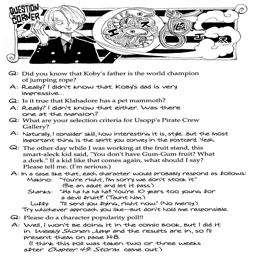 QUESTION
CORNER
Q: Did you know that Koby's father is the world champion
of jumping rope?
A: Really? I didn't know that Koby's dad is very
impressive...
Q: Is it true that Klahadore has a pet mammoth?
A: Really? I didn't know that either. Was there
one at the mansion?
Q: What are your selection criteria for Usopp's Pirate Crew
Gallery?
A: Naturally, I consider skill, how interesting it is, style. But the most
important thing is the spirit you convey in the postcard. Yeah.
Q: The other day while I was working at the fruit stand, this
smart-aleck kid said, "You don't have Gum-Gum fruit? What
a dork." If a kid like that comes again, what should I say?
Please tell me. (I'm serious.)
A: In a case like that, each character would probably respond as follows:
Makino: "You're right, I'm sorry we don't stock it."
(Be an adult and let it pass.)
Shanks: "Ha ha ha ha! You're 10 years too young for
a devil fruit!" (Taunt him.)
Luffy: "I'll send you flying, right now." (No mercy.)
Try whichever approach you like--But don't hold me responsible.
Q: Please do a character popularity poll!!
A: Well, I won't be doing it in the comic book, but I did it
in Weekly Shonen Jump and the results are in, so I'll
present them on page 148.
(I think this poll was taken two or three weeks
after Chapter 49: Storm came out.)